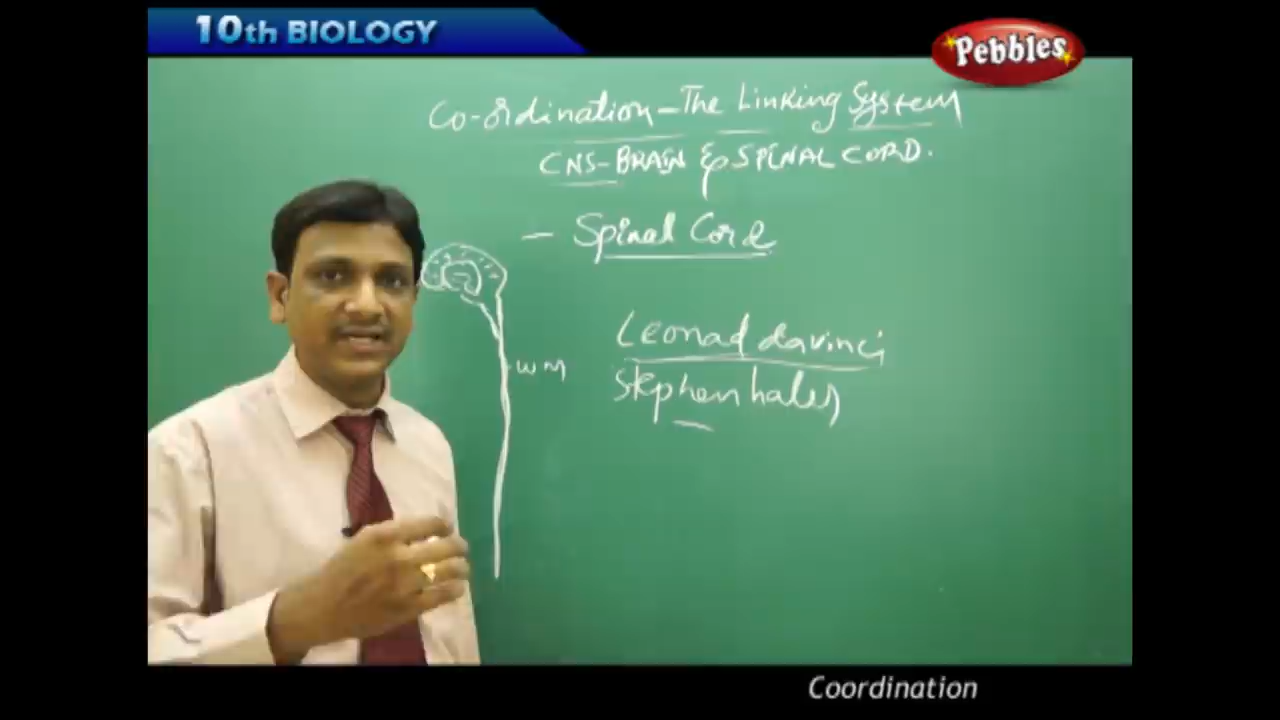 10th BIOLOGY
Pebbles
Co-ordination - The Linking System
CNS - BRAIN & SPINAL CORD.
- Spinal Cord
Leonad davinci
WM
Stephen hales
Coordination